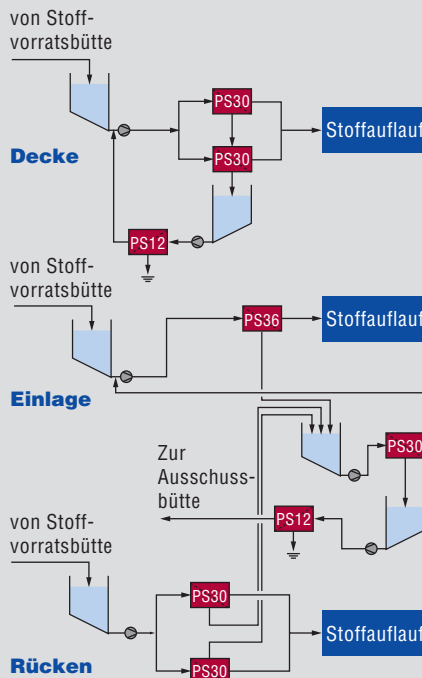 von Stoff-
vorratsbütte
PS30
Stoffauflauf
PS30
Decke
PS12
von Stoff-
vorratsbütte
PS36
Stoffauflauf
Einlage
PS30
Zur
Ausschuss-
bütte
PS12
von Stoff-
vorratsbütte
PS30
Stoffauflauf
PS30
Rücken